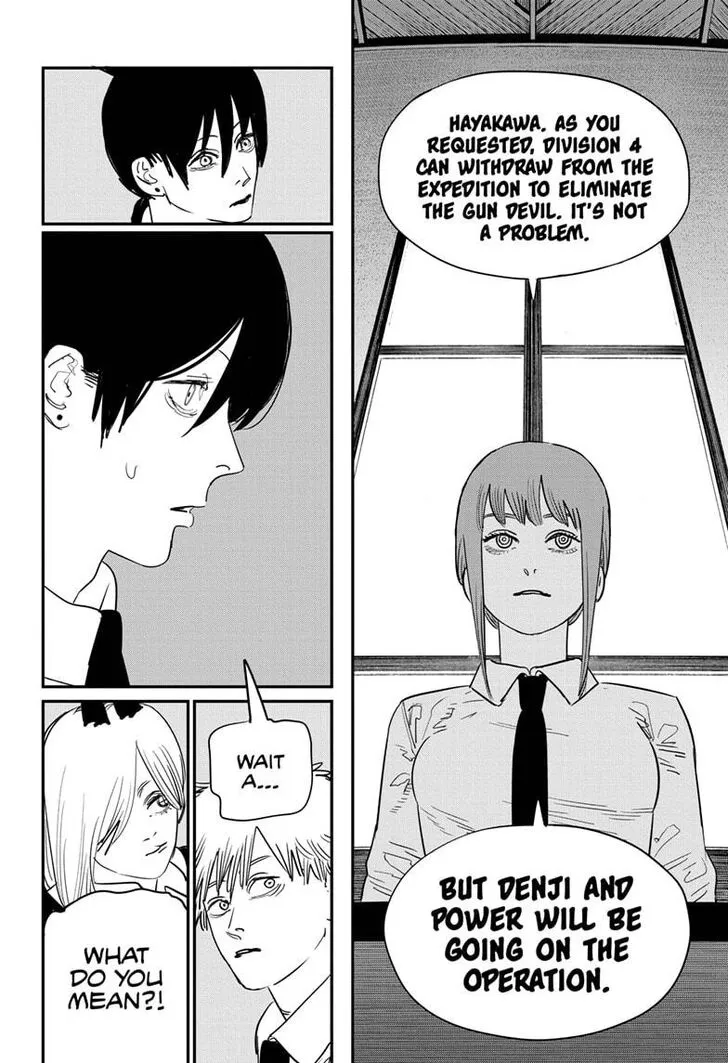 HAYAKAWA. AS YOU
REQUESTED, DIVISION 4
CAN WITHDRAW FROM THE
EXPEDITION TO ELIMINATE
THE GUN DEVIL. IT'S NOT
A PROBLEM.
BUT DENJI AND
POWER WILL BE
GOING ON THE
OPERATION.
WAIT
A...
WHAT
DO YOU
MEAN?!